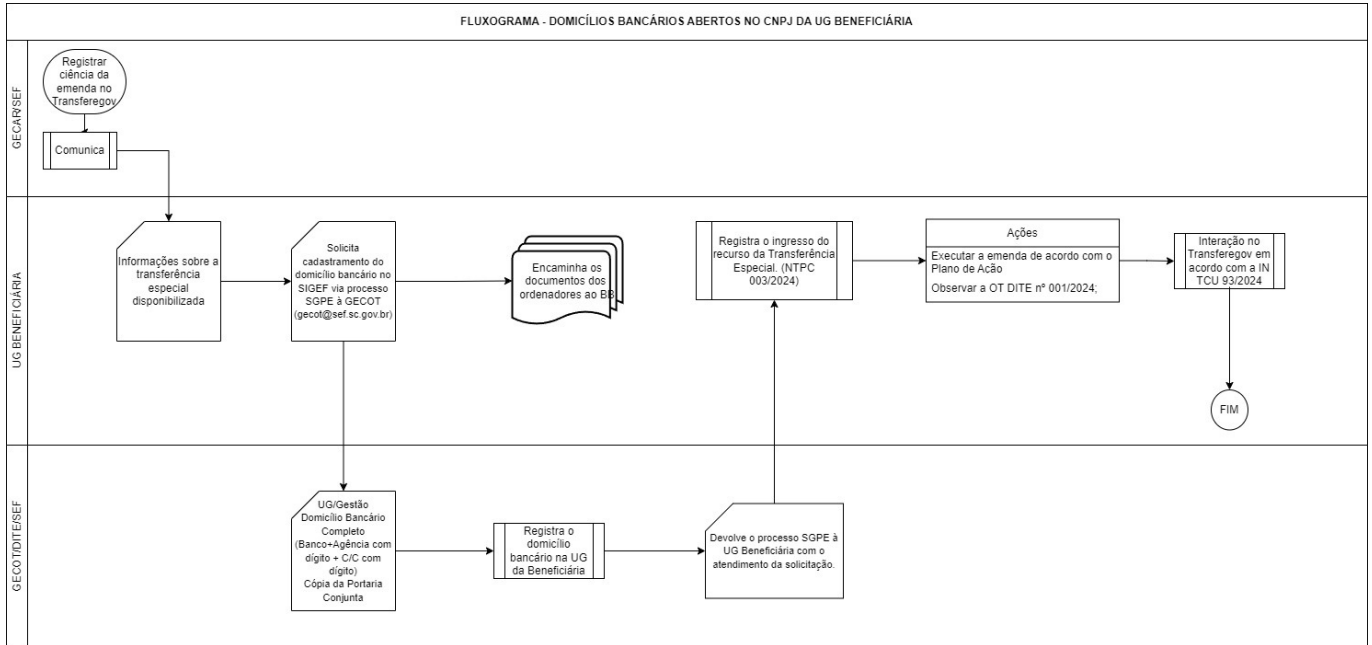 FLUXOGRAMA - DOMICÍLIOS BANCÁRIOS ABERTOS NO CNPJ DA UG BENEFICIÁRIA
GECAR/SEF
Registrar
ciência da
emenda no
Transferegov
Comunica
UG BENEFICIÁRIA
Informações sobre a
transferência
especial
disponibilizada
Solicita
cadastramento do
domicílio bancário no
SIGEF via processo
SGPE à GECOT
(gecot@sef.sc.gov.br)
Encaminha os
documentos dos
ordenadores ao BB
Registra o ingresso do
recurso da Transferência
Especial. (NTPC
003/2024)
Ações
Executar a emenda de acordo com o
Plano de Acão
Observar a OT DITE nº 001/2024;
Interação no
Transferegov em
acordo com a IN
TCU 93/2024
FIM
GECOT/DITE/SEF
UG/Gestão
Domicílio Bancário
Completo
(Banco+Agência com
dígito + C/C com
dígito)
Cópia da Portaria
Conjunta
Registra o
domicílio
bancário na UG
da Beneficiária
Devolve o processo SGPE à
UG Beneficiária com o
atendimento da solicitação.